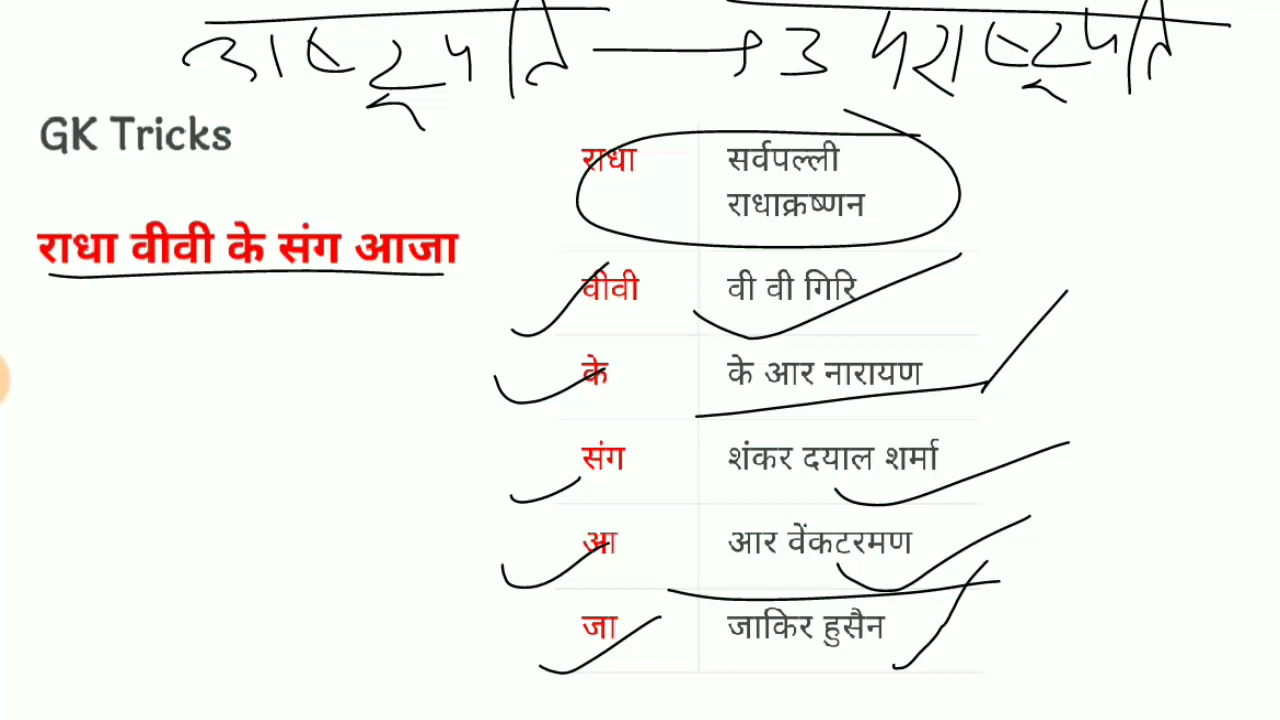 राष्ट्रपति उपराष्ट्रपति
GK Tricks
राधा वीवी के संग आजा
राधा सर्वपल्ली
राधाक्रष्णन
वीवी वी वी गिरि
के के आर नारायण
संग शंकर दयाल शर्मा
आ आर वेंकटरमण
जा जाकिर हुसैन